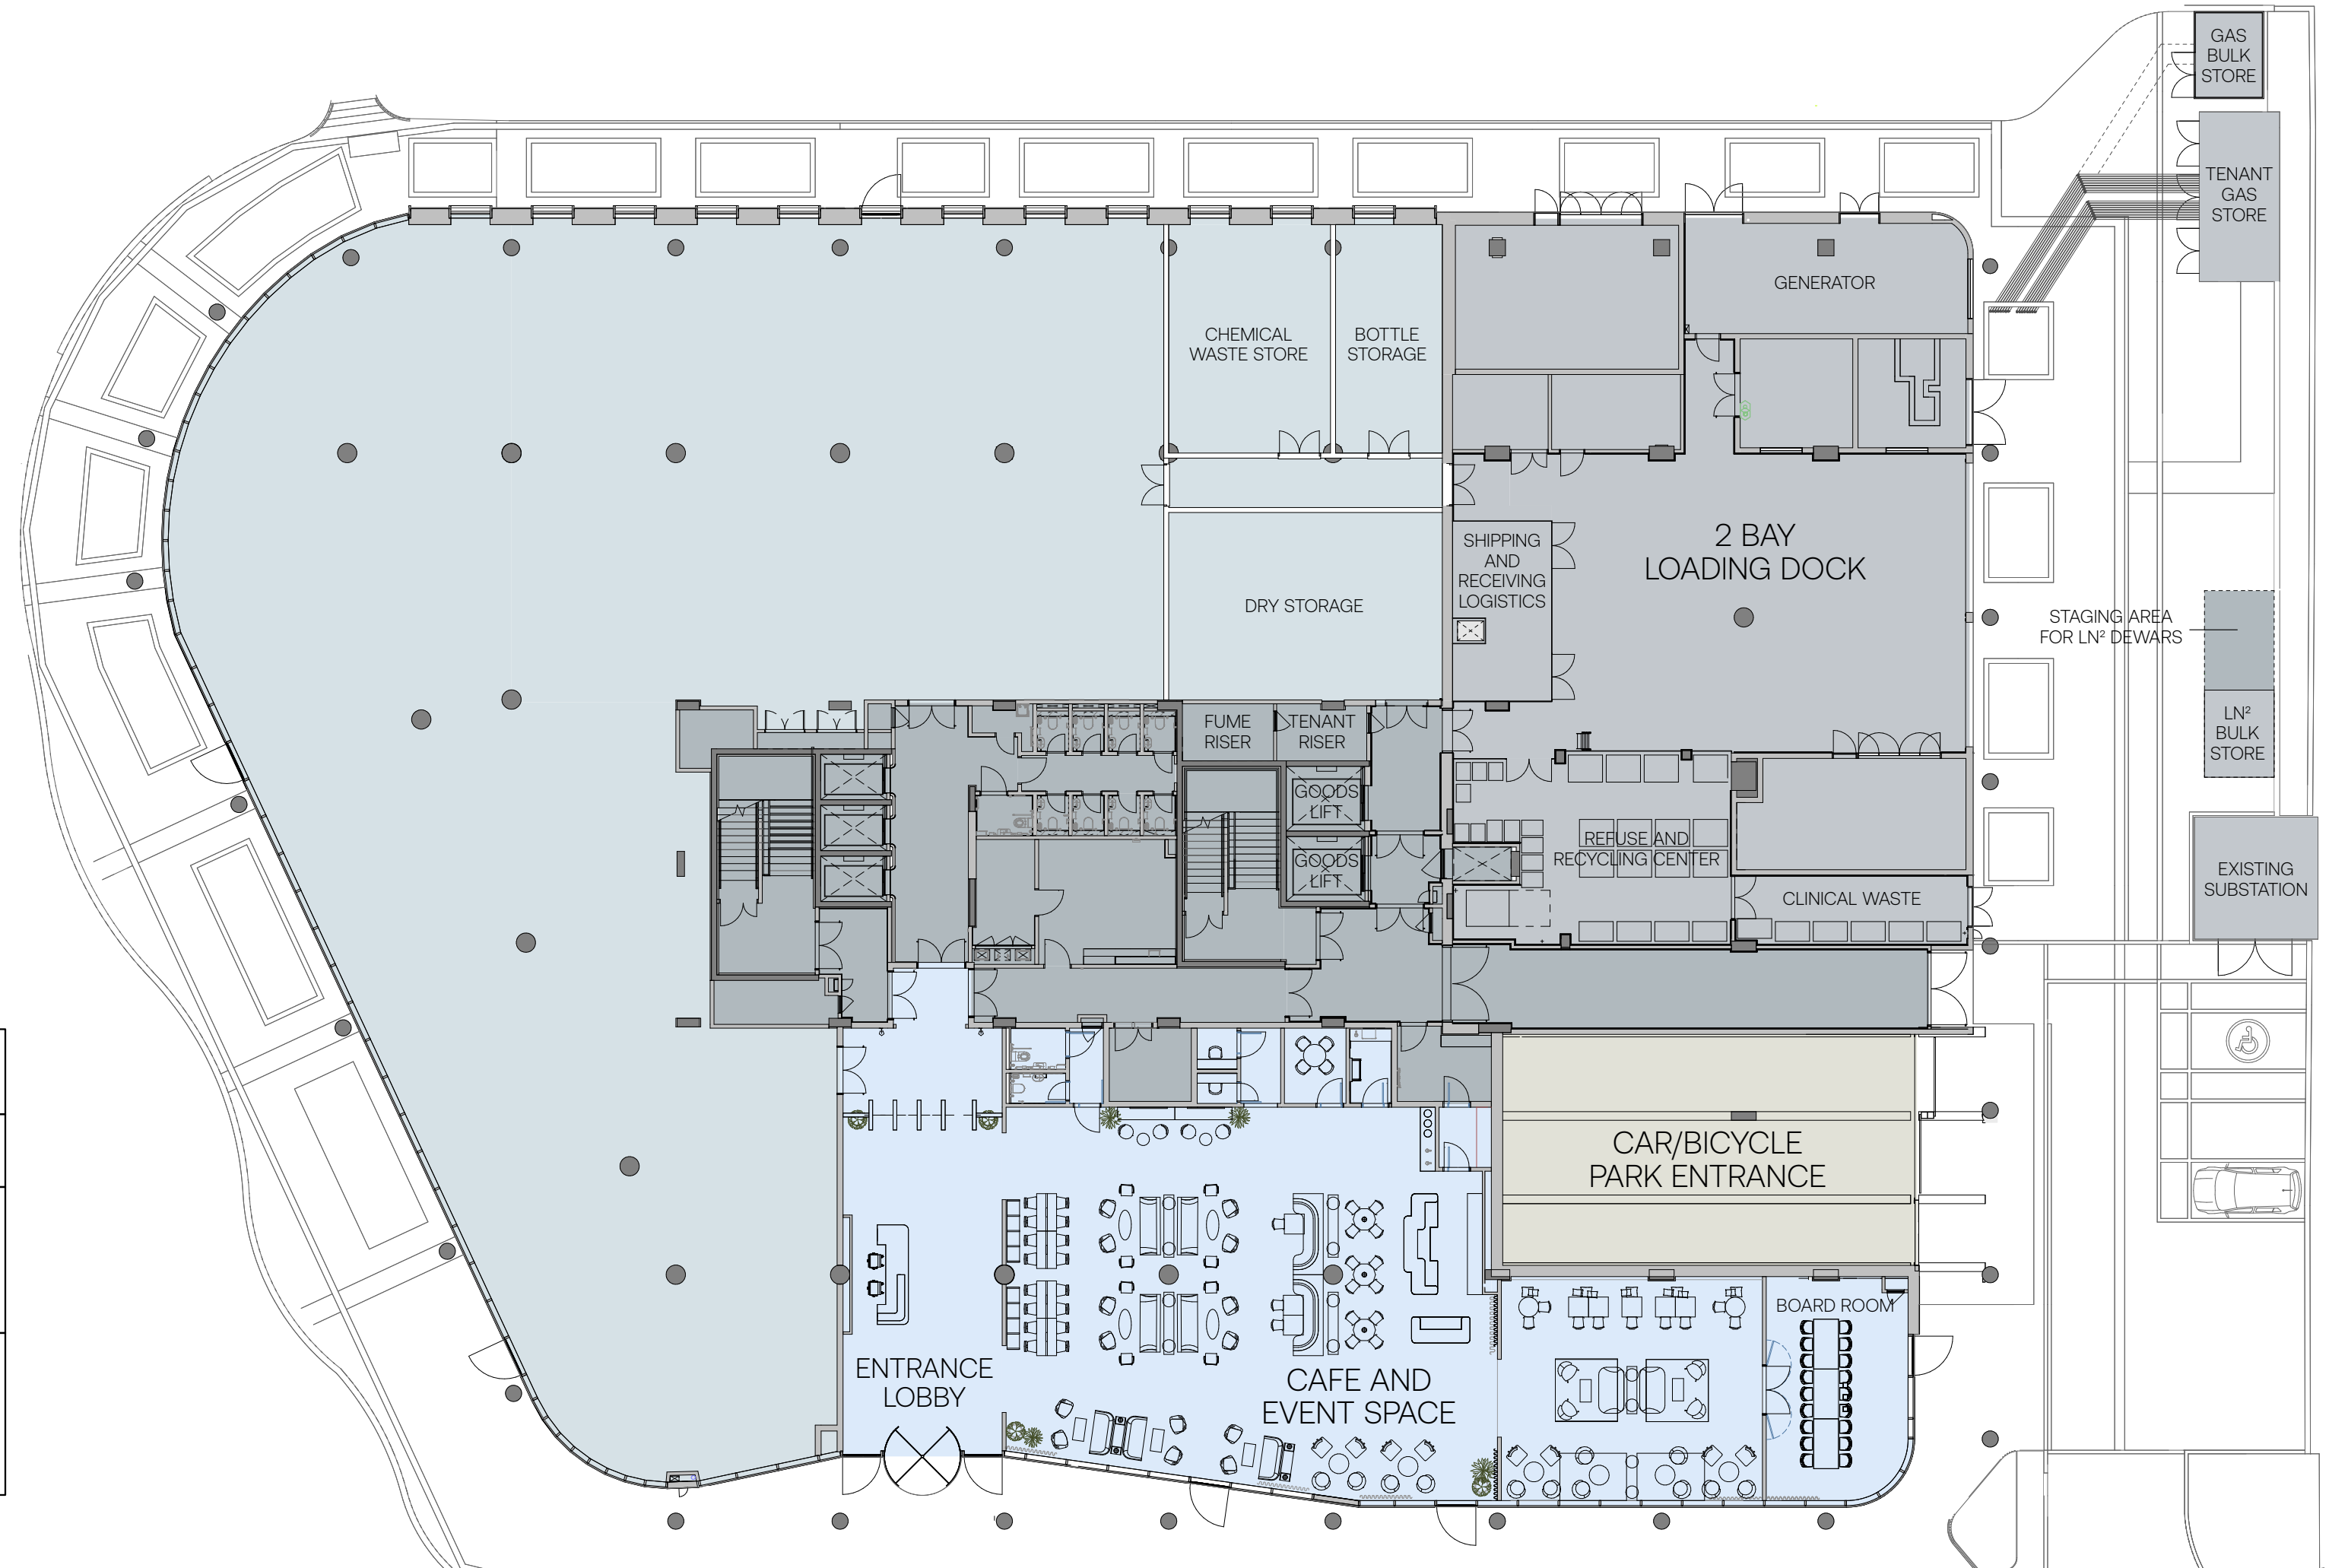 GAS
BULK
STORE
TENANT
GAS
STORE
GENERATOR
CHEMICAL
WASTE STORE
BOTTLE
STORAGE
2 BAY
LOADING DOCK
SHIPPING
AND
RECEIVING
LOGISTICS
DRY STORAGE
STAGING AREA
FOR LN² DEWARS
LN²
BULK
STORE
FUME
RISER
TENANT
RISER
GOODS
LIFT
GOODS
LIFT
REFUSE AND
RECYCLING CENTER
CLINICAL WASTE
EXISTING
SUBSTATION
CAR/BICYCLE
PARK ENTRANCE
BOARD ROOM
ENTRANCE
LOBBY
CAFE AND
EVENT SPACE